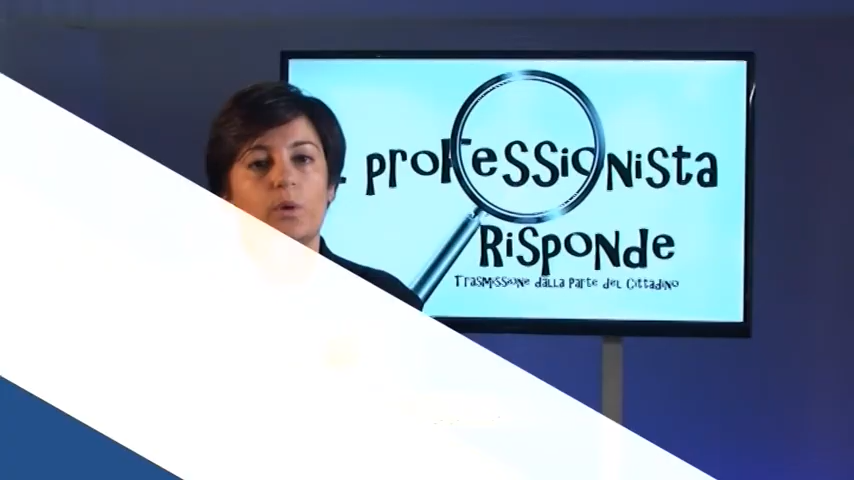 Professionista
Risponde
Trasmissione dalla Parte del Cittadino